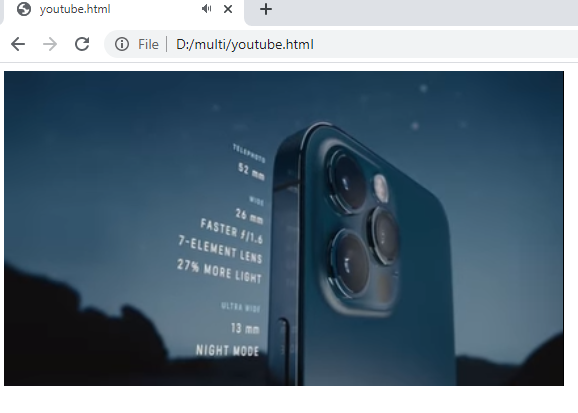 youtube.html
File
D:/multi/youtube.html
TELEPHOTO
52 mm
WIDE
26 mm
FASTER ƒ/1.6
7-ELEMENT LENS
27% MORE LIGHT
ULTRA WIDE
13 mm
NIGHT MODE